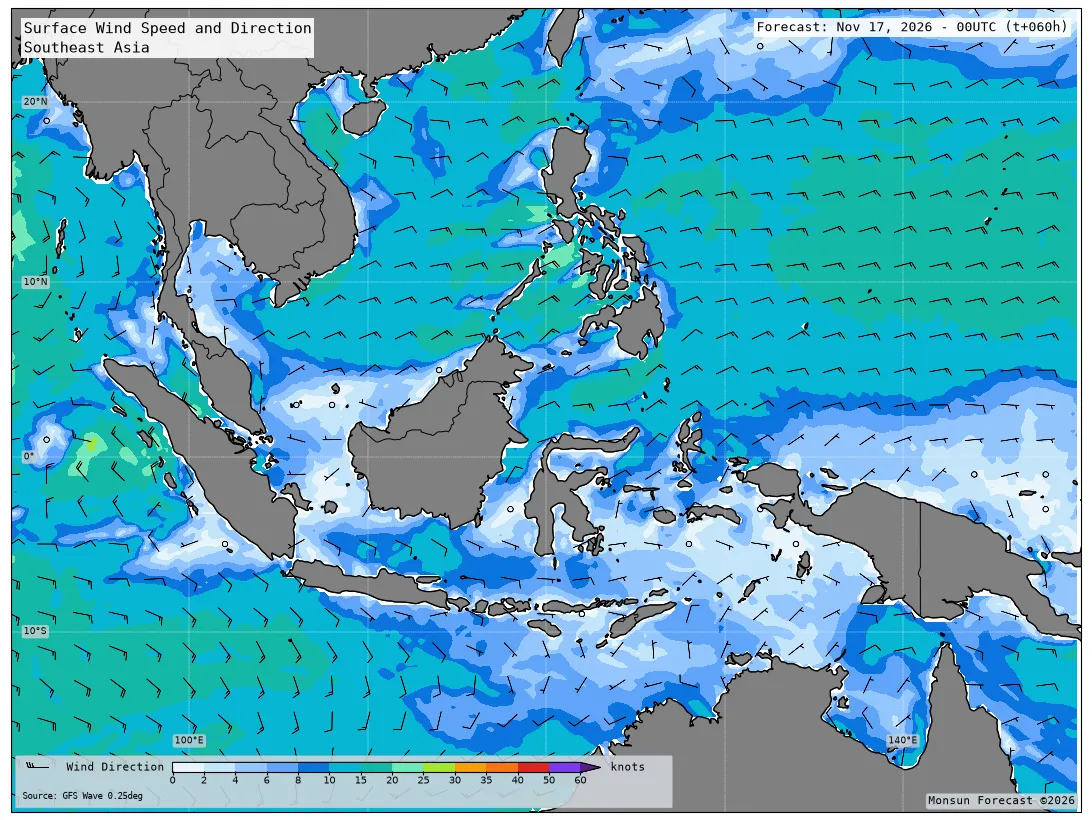 Surface Wind Speed and Direction
Southeast Asia
Forecast: Nov 17, 2026 - 00UTC (t+060h)
20°N
10°N
0°
10°S
100°E
140°E
Wind Direction
0 2 4 6 8 10 15 20 25 30 35 40 50 60
knots
Source: GFS Wave 0.25deg
Monsun Forecast ©2026